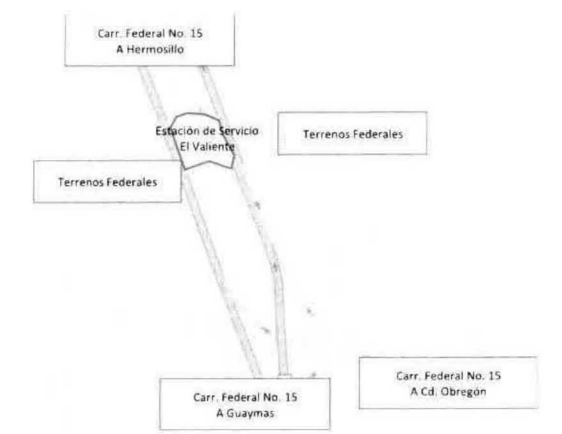 Carr. Federal No. 15
A Hermosillo
Estación de Servicio
El Valiente
Terrenos Federales
Terrenos Federales
Carr. Federal No. 15
A Cd. Obregón
Carr. Federal No. 15
A Guaymas